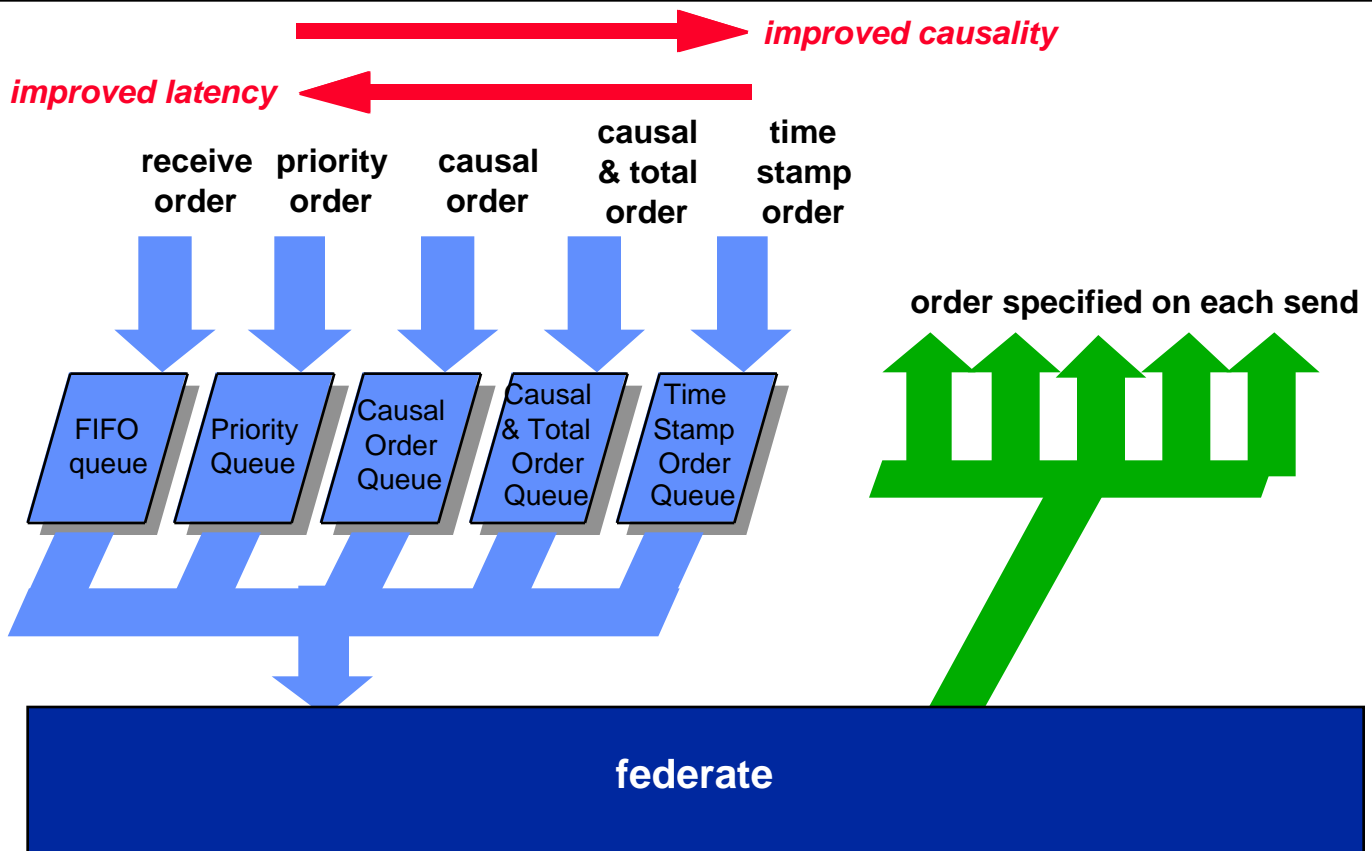 improved causality
improved latency
receive
order
priority
order
causal
order
causal
& total
order
time
stamp
order
order specified on each send
FIFO
queue
Priority
Queue
Causal
Order
Queue
Causal
& Total
Order
Queue
Time
Stamp
Order
Queue
federate